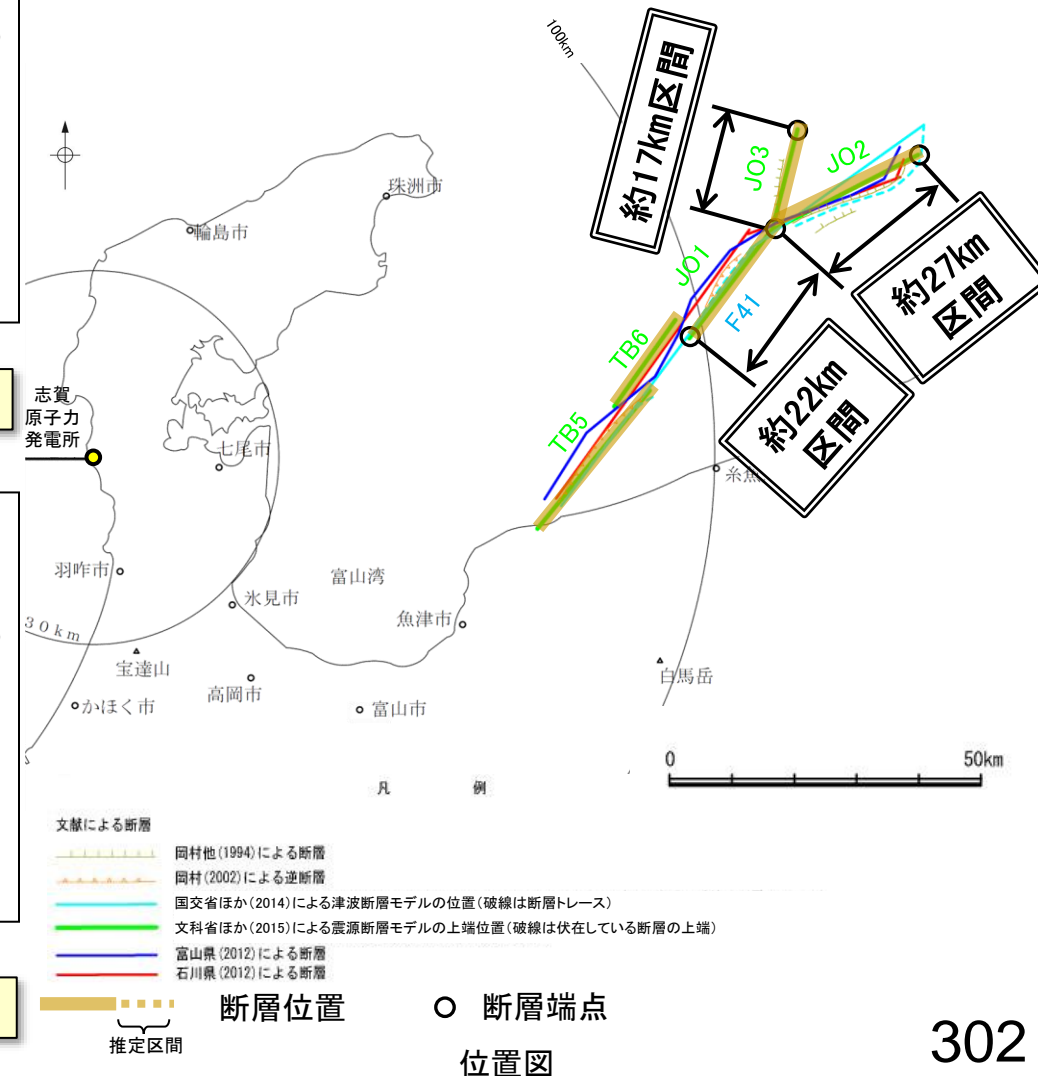 100km
約17km区間
JO3
JO2
珠洲市
輪島市
約27km
区間
JO1
F41
TB6
約22km
区間
志賀
原子力
発電所
TB5
七尾市
糸魚
羽咋市
富山湾
氷見市
魚津市
30km
宝達山
白馬岳
高岡市
かほく市
富山市
0
50km
凡 例
文献による断層
岡村他(1994)による断層
岡村(2002)による逆断層
国交省ほか(2014)による津波断層モデルの位置(破線は断層トレース)
文科省ほか(2015)による震源断層モデルの上端位置(破線は伏在している断層の上端)
富山県(2012)による断層
石川県(2012)による断層
断層位置
断層端点
推定区間
位置図
302